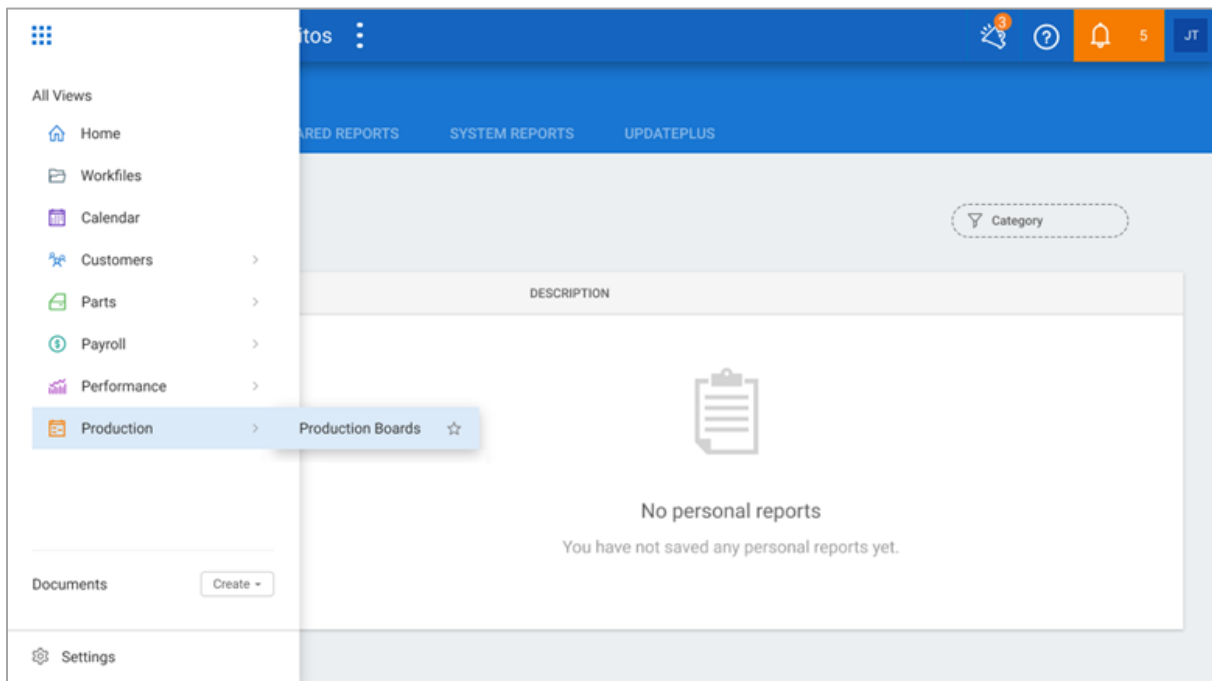 itos
3
5
JT
All Views
Home
Workfiles
Calendar
Customers
Parts
Payroll
Performance
Production
Production Boards
Documents
Create
Settings
ARED REPORTS
SYSTEM REPORTS
UPDATEPLUS
Category
DESCRIPTION
No personal reports
You have not saved any personal reports yet.